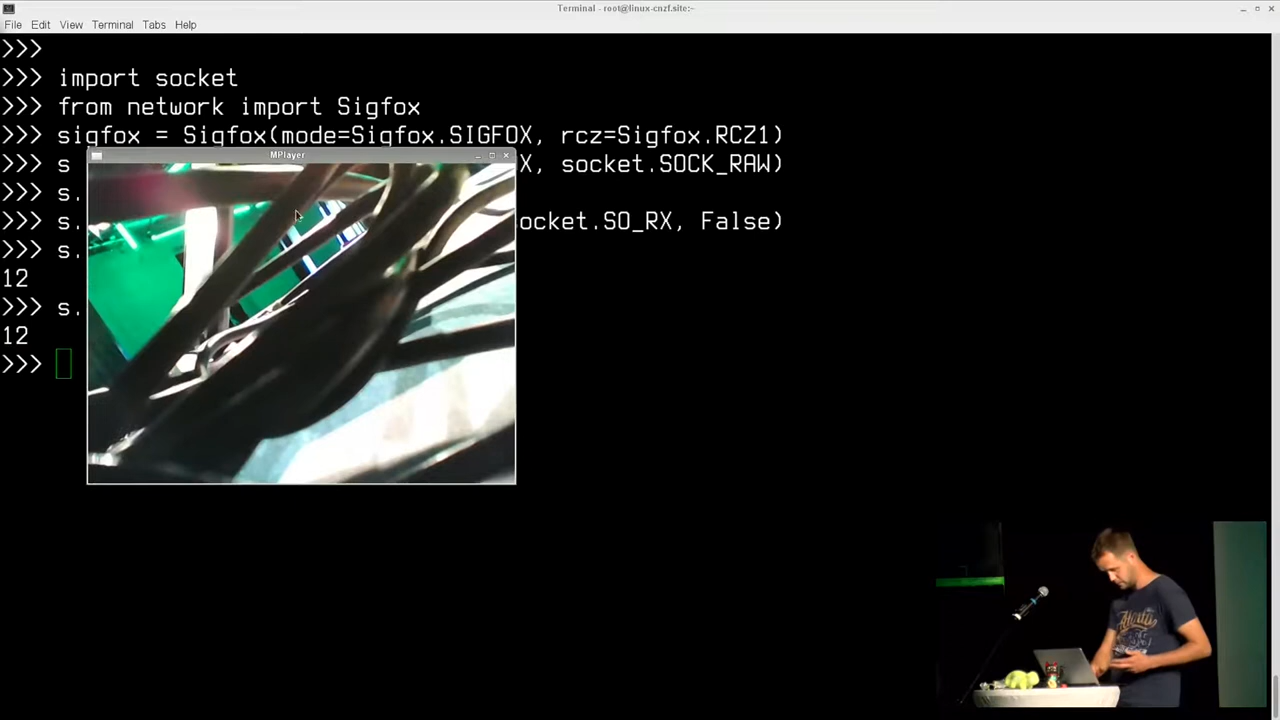 Terminal - root@linux-cnzf.site:~
File Edit View Terminal Tabs Help
>>>
>>> import socket
>>> from network import Sigfox
>>> sigfox = Sigfox(mode=Sigfox.SIGFOX, rcz=Sigfox.RCZ1)
>>> s X, socket.SOCK_RAW)
>>> s.
>>> s. ocket.SO_RX, False)
>>> s.
12
>>> s.
12
>>>
MPlayer